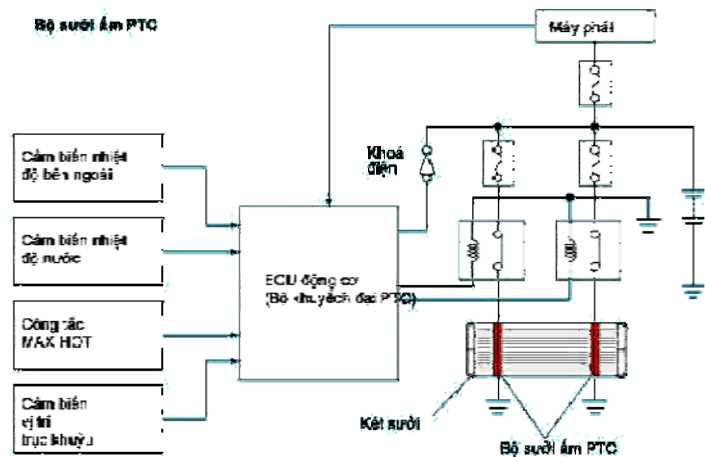 Bộ sưởi ấm PTC
Máy phát
Cảm biến nhiệt
độ bên ngoài
Khoá
điện
Cảm biến nhiệt
độ nước
ECU động cơ
(Bộ khuyếch đại PTC)
Công tắc
MAX HOT
Cảm biến
vị trí
trục khuỷu
Két sưởi
Bộ sưởi ấm PTC